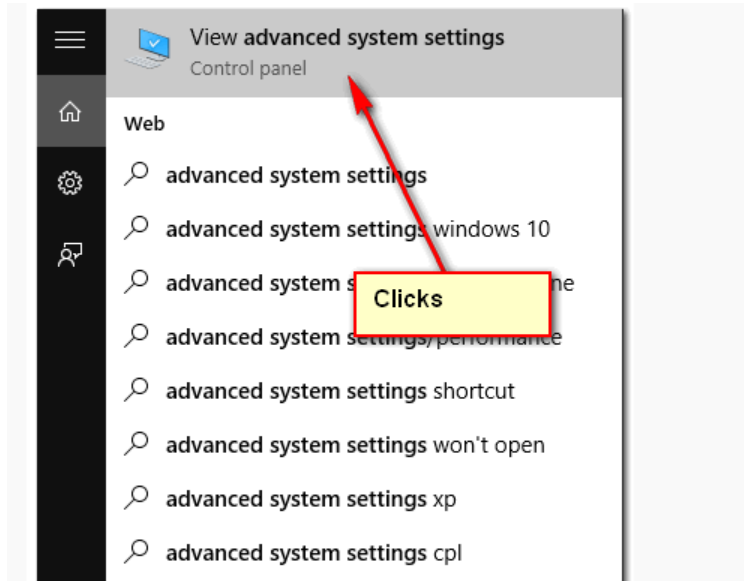 View advanced system settings
Control panel
Web
advanced system settings
advanced system settings windows 10
advanced system s
ne
Clicks
advanced system settings/performance
advanced system settings shortcut
advanced system settings won't open
advanced system settings xp
advanced system settings cpl